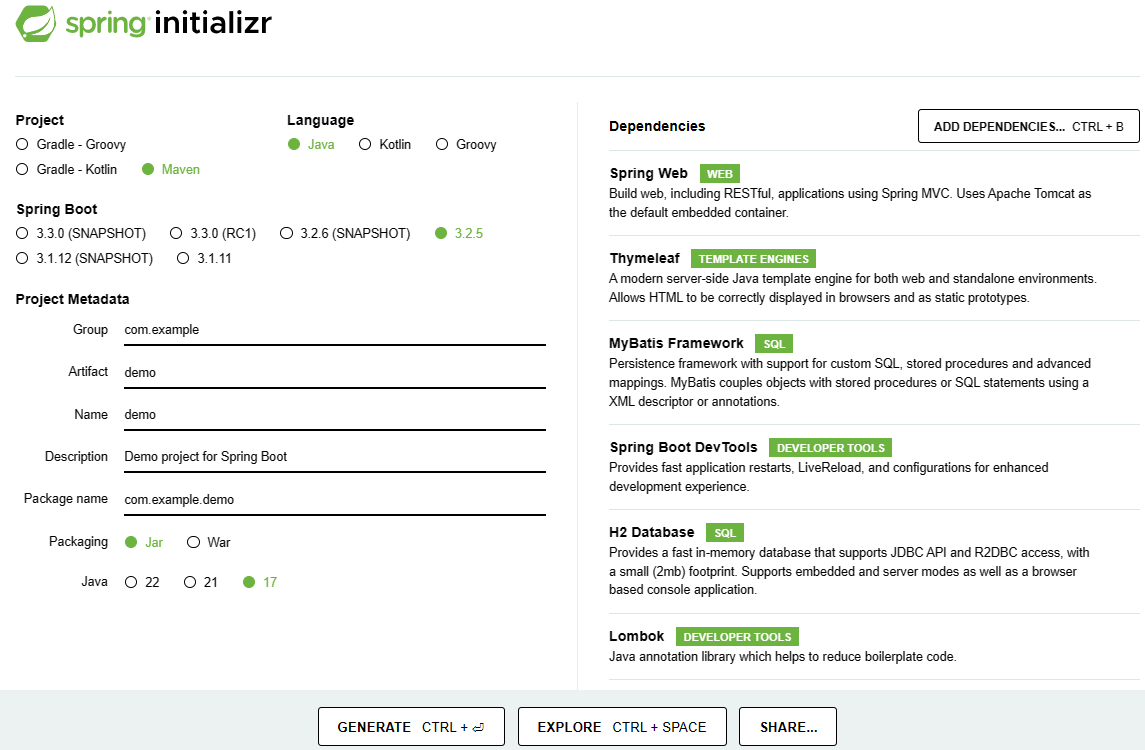 spring initializr
Project
Gradle - Groovy
Gradle - Kotlin Maven
Language
Java Kotlin Groovy
Spring Boot
3.3.0 (SNAPSHOT) 3.3.0 (RC1) 3.2.6 (SNAPSHOT) 3.2.5
3.1.12 (SNAPSHOT) 3.1.11
Project Metadata
Group com.example
Artifact demo
Name demo
Description Demo project for Spring Boot
Package name com.example.demo
Packaging Jar War
Java 22 21 17
Dependencies ADD DEPENDENCIES... CTRL + B
Spring Web WEB
Build web, including RESTful, applications using Spring MVC. Uses Apache Tomcat as
the default embedded container.
Thymeleaf TEMPLATE ENGINES
A modern server-side Java template engine for both web and standalone environments.
Allows HTML to be correctly displayed in browsers and as static prototypes.
MyBatis Framework SQL
Persistence framework with support for custom SQL, stored procedures and advanced
mappings. MyBatis couples objects with stored procedures or SQL statements using a
XML descriptor or annotations.
Spring Boot DevTools DEVELOPER TOOLS
Provides fast application restarts, LiveReload, and configurations for enhanced
development experience.
H2 Database SQL
Provides a fast in-memory database that supports JDBC API and R2DBC access, with
a small (2mb) footprint. Supports embedded and server modes as well as a browser
based console application.
Lombok DEVELOPER TOOLS
Java annotation library which helps to reduce boilerplate code.
GENERATE CTRL + ⏎ EXPLORE CTRL + SPACE SHARE...